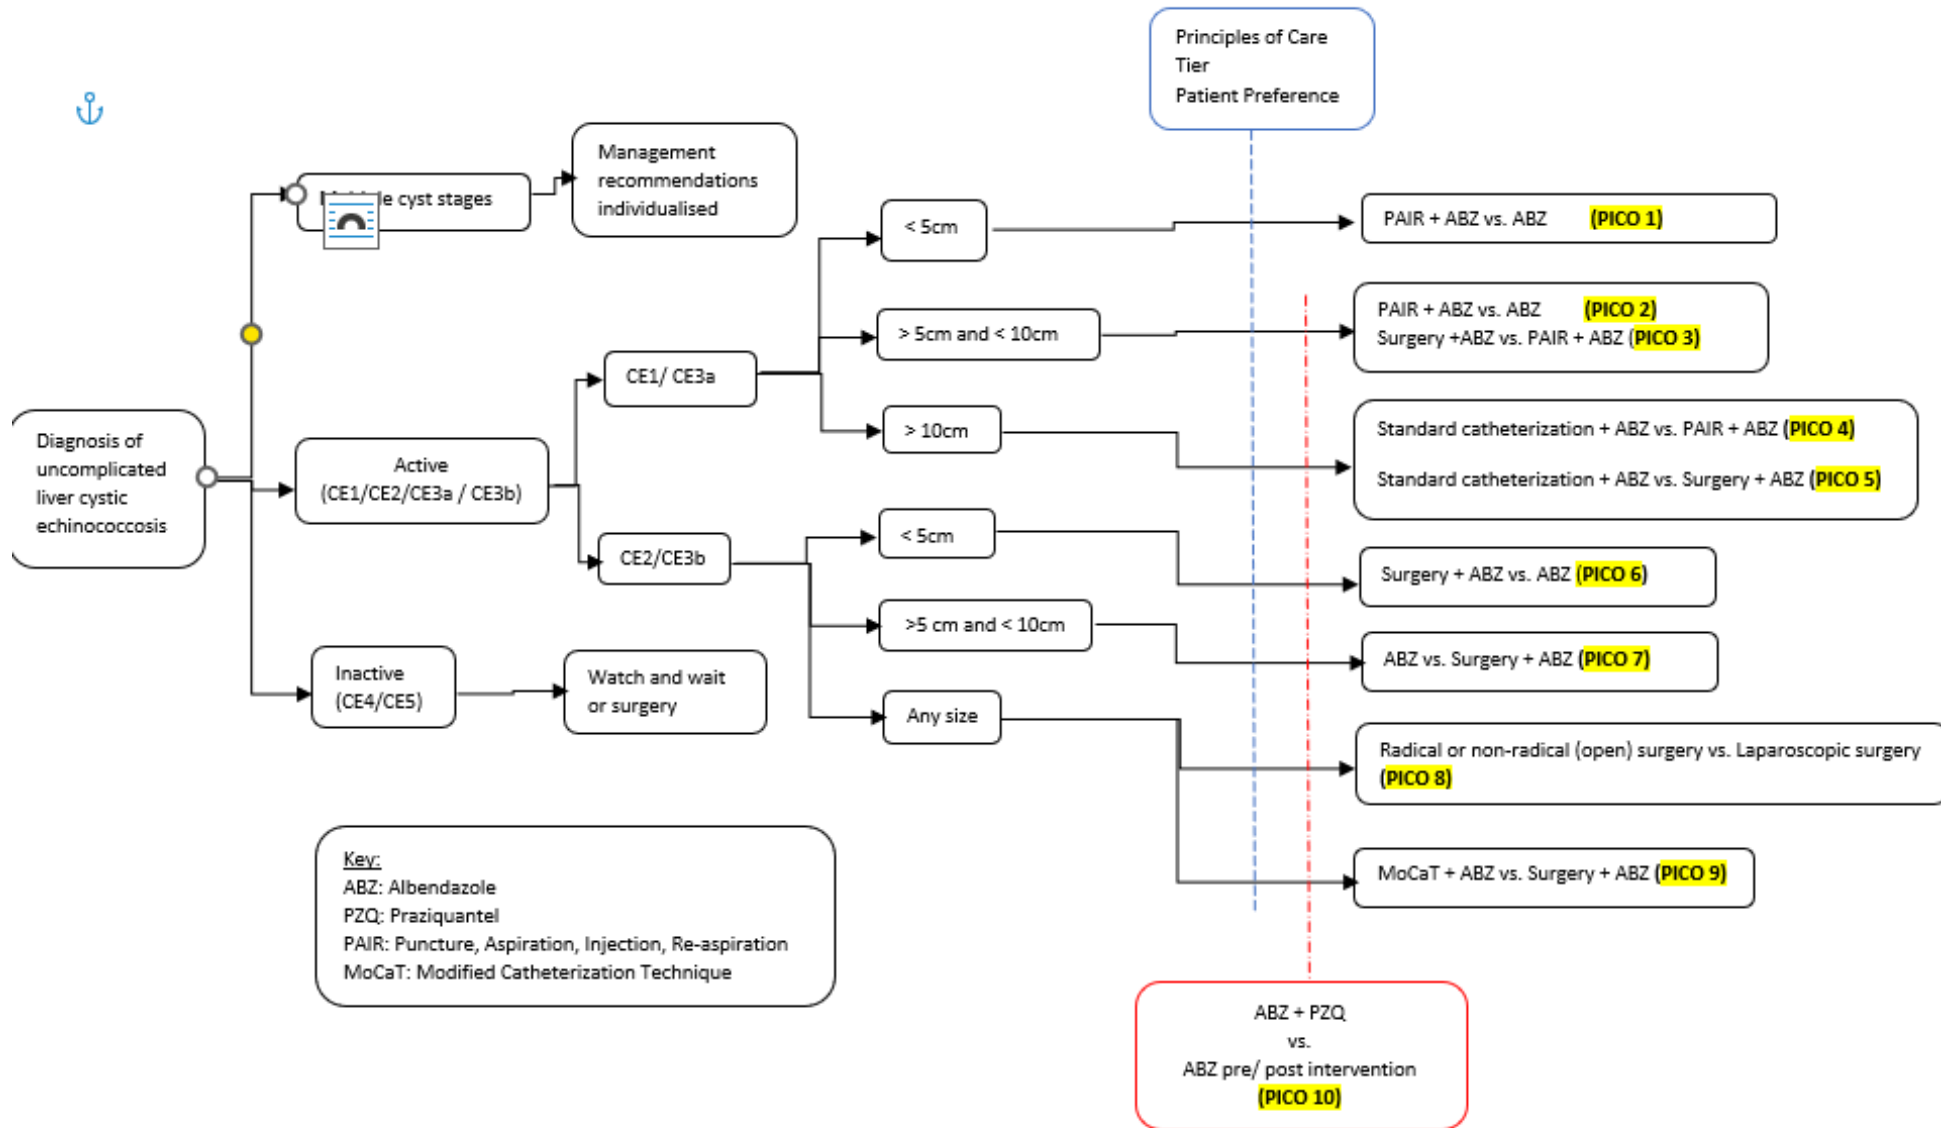 Principles of Care
Tier
Patient Preference
cyst stages
Management
recommendations
individualised
< 5cm
PAIR + ABZ vs. ABZ (PICO 1)
> 5cm and < 10cm
PAIR + ABZ vs. ABZ (PICO 2)
Surgery +ABZ vs. PAIR + ABZ (PICO 3)
CE1/ CE3a
> 10cm
Standard catheterization + ABZ vs. PAIR + ABZ (PICO 4)
Standard catheterization + ABZ vs. Surgery + ABZ (PICO 5)
Diagnosis of
uncomplicated
liver cystic
echinococcosis
Active
(CE1/CE2/CE3a / CE3b)
CE2/CE3b
< 5cm
Surgery + ABZ vs. ABZ (PICO 6)
>5 cm and < 10cm
ABZ vs. Surgery + ABZ (PICO 7)
Inactive
(CE4/CE5)
Watch and wait
or surgery
Any size
Radical or non-radical (open) surgery vs. Laparoscopic surgery
(PICO 8)
MoCaT + ABZ vs. Surgery + ABZ (PICO 9)
Key:
ABZ: Albendazole
PZQ: Praziquantel
PAIR: Puncture, Aspiration, Injection, Re-aspiration
MoCaT: Modified Catheterization Technique
ABZ + PZQ
vs.
ABZ pre/ post intervention
(PICO 10)